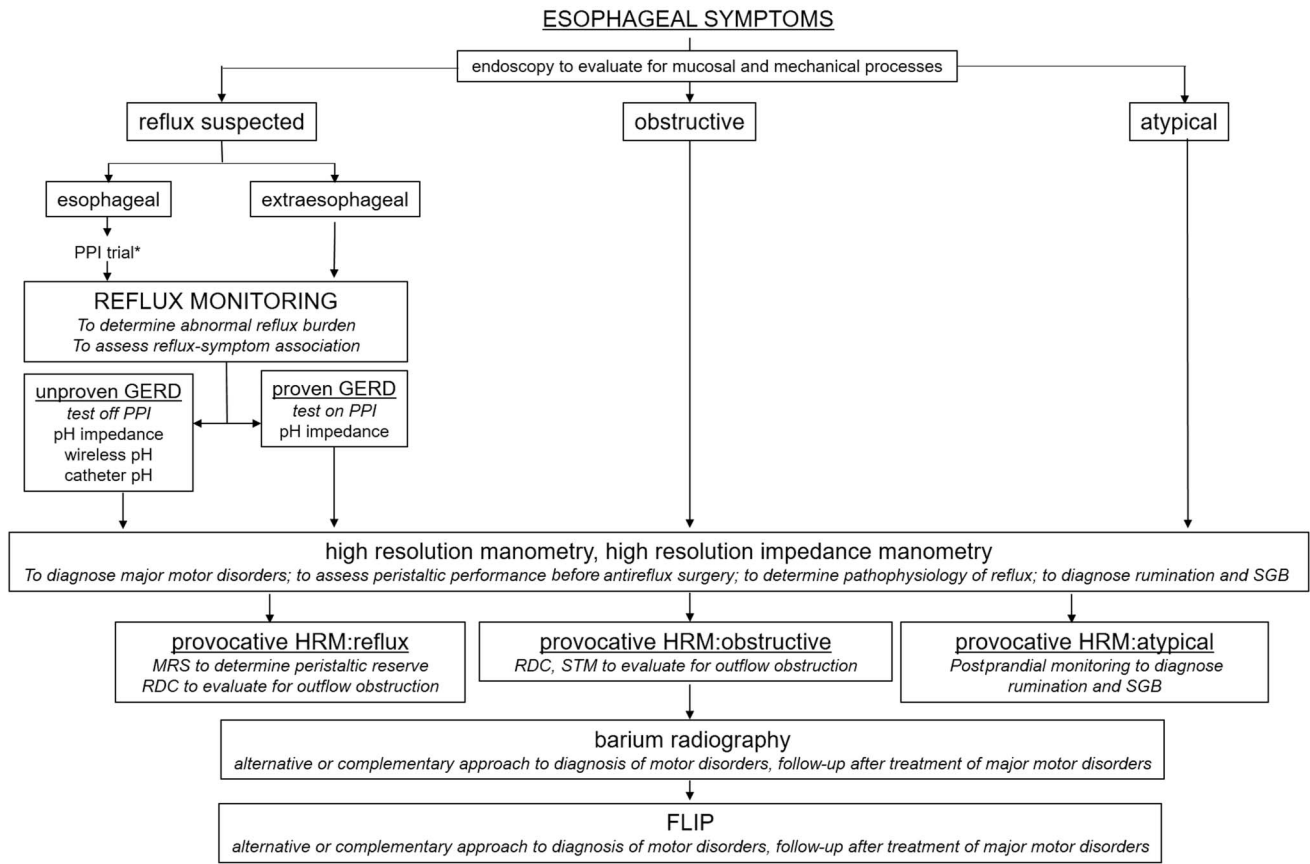 ESOPHAGEAL SYMPTOMS
endoscopy to evaluate for mucosal and mechanical processes
reflux suspected
obstructive
atypical
esophageal
extraesophageal
PPI trial*
REFLUX MONITORING
To determine abnormal reflux burden
To assess reflux-symptom association
unproven GERD
test off PPI
pH impedance
wireless pH
catheter pH
proven GERD
test on PPI
pH impedance
high resolution manometry, high resolution impedance manometry
To diagnose major motor disorders; to assess peristaltic performance before antireflux surgery; to determine pathophysiology of reflux; to diagnose rumination and SGB
provocative HRM:reflux
MRS to determine peristaltic reserve
RDC to evaluate for outflow obstruction
provocative HRM:obstructive
RDC, STM to evaluate for outflow obstruction
provocative HRM:atypical
Postprandial monitoring to diagnose
rumination and SGB
barium radiography
alternative or complementary approach to diagnosis of motor disorders, follow-up after treatment of major motor disorders
FLIP
alternative or complementary approach to diagnosis of motor disorders, follow-up after treatment of major motor disorders